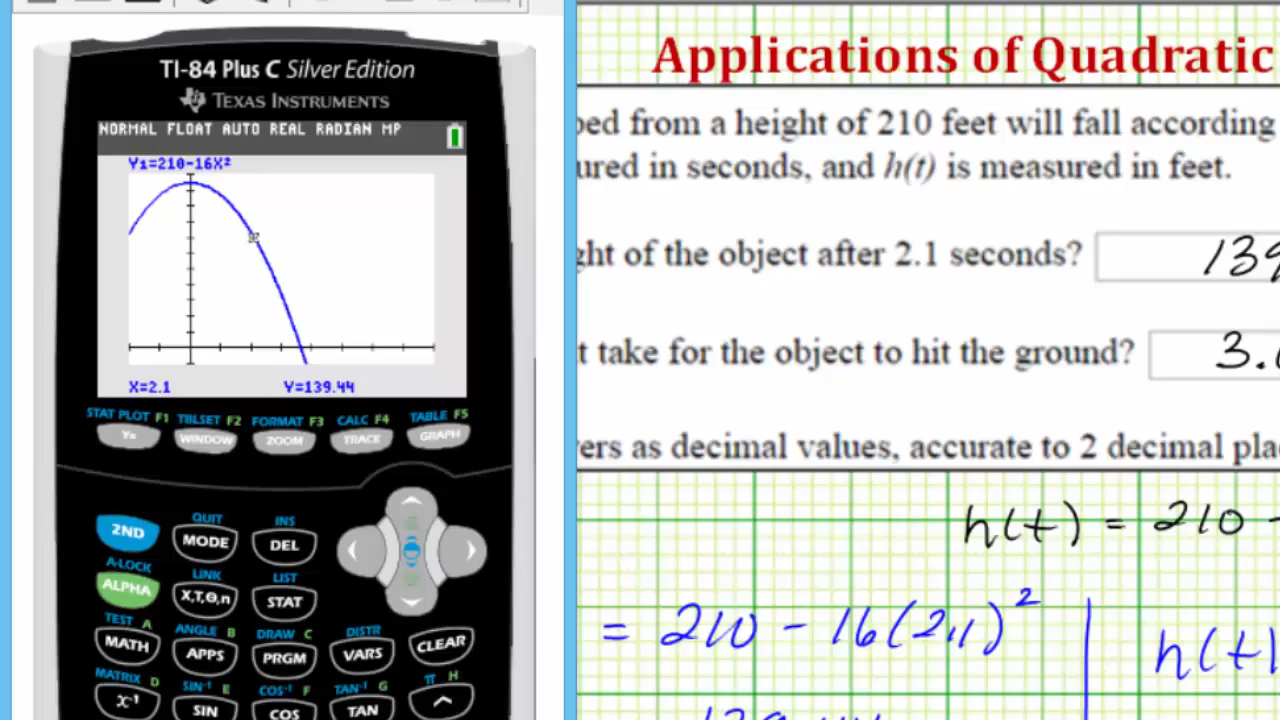 TI-84 Plus C Silver Edition
TEXAS INSTRUMENTS
NORMAL FLOAT AUTO REAL RADIAN MP
Y1=210-16X²
X=2.1 Y=139.44
STAT PLOT F1 TBLSET F2 FORMAT F3 CALC F4 TABLE F5
Y= WINDOW ZOOM TRACE GRAPH
QUIT INS
2ND MODE DEL
A-LOCK LINK LIST
ALPHA X,T,Θ,n STAT
TEST A ANGLE B DRAW C DISTR
MATH APPS PRGM VARS CLEAR
MATRIX D SIN⁻¹ E COS⁻¹ F TAN⁻¹ G π H
x⁻¹ SIN COS TAN ^
Applications of Quadratic
ped from a height of 210 feet will fall according
ured in seconds, and h(t) is measured in feet.
ght of the object after 2.1 seconds? 139
t take for the object to hit the ground? 3.
ers as decimal values, accurate to 2 decimal pla
h(t) = 210 -
= 210 - 16(2.1)²
h(t)